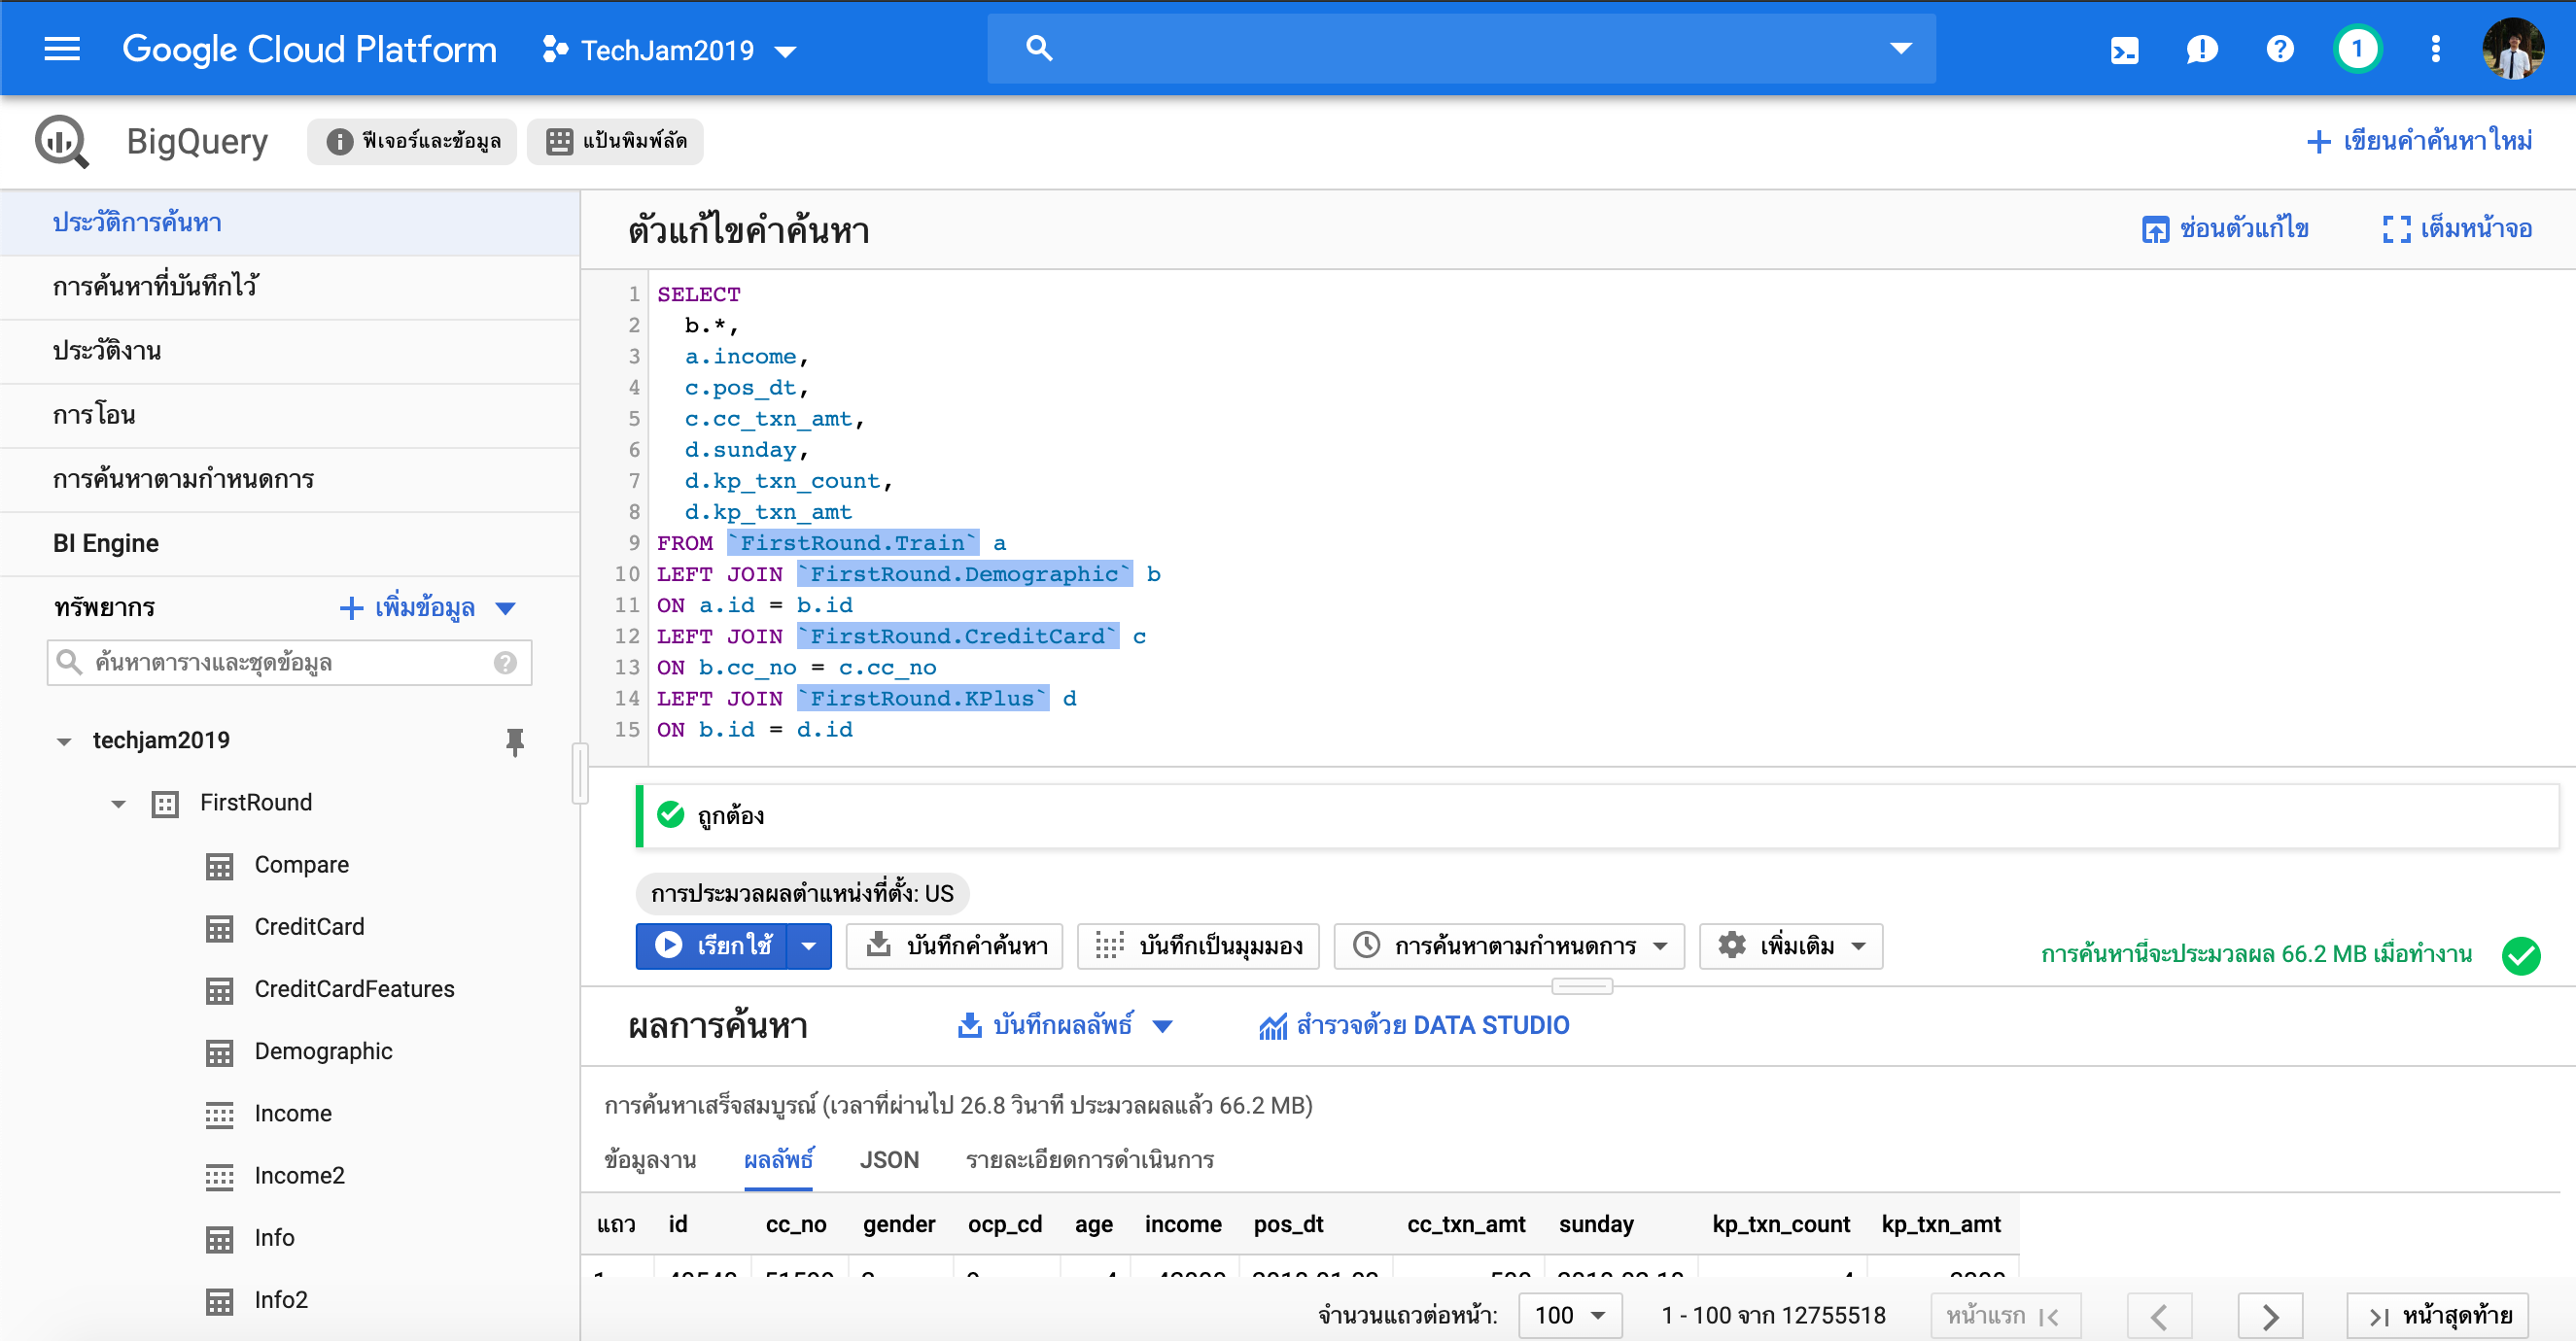 Google Cloud Platform TechJam2019 1
BigQuery ฟีเจอร์และข้อมูล แป้นพิมพ์ลัด + เขียนคำค้นหาใหม่
ประวัติการค้นหา
การค้นหาที่บันทึกไว้
ประวัติงาน
การโอน
การค้นหาตามกำหนดการ
BI Engine
ทรัพยากร + เพิ่มข้อมูล
ค้นหาตารางและชุดข้อมูล
techjam2019
FirstRound
Compare
CreditCard
CreditCardFeatures
Demographic
Income
Income2
Info
Info2
ตัวแก้ไขคำค้นหา ซ่อนตัวแก้ไข เต็มหน้าจอ
1 SELECT
2 b.*,
3 a.income,
4 c.pos_dt,
5 c.cc_txn_amt,
6 d.sunday,
7 d.kp_txn_count,
8 d.kp_txn_amt
9 FROM `FirstRound.Train` a
10 LEFT JOIN `FirstRound.Demographic` b
11 ON a.id = b.id
12 LEFT JOIN `FirstRound.CreditCard` c
13 ON b.cc_no = c.cc_no
14 LEFT JOIN `FirstRound.KPlus` d
15 ON b.id = d.id
ถูกต้อง
การประมวลผลตำแหน่งที่ตั้ง: US
เรียกใช้ บันทึกคำค้นหา บันทึกเป็นมุมมอง การค้นหาตามกำหนดการ เพิ่มเติม การค้นหานี้จะประมวลผล 66.2 MB เมื่อทำงาน
ผลการค้นหา บันทึกผลลัพธ์ สำรวจด้วย DATA STUDIO
การค้นหาเสร็จสมบูรณ์ (เวลาที่ผ่านไป 26.8 วินาที ประมวลผลแล้ว 66.2 MB)
ข้อมูลงาน ผลลัพธ์ JSON รายละเอียดการดำเนินการ
แถว id cc_no gender ocp_cd age income pos_dt cc_txn_amt sunday kp_txn_count kp_txn_amt
จำนวนแถวต่อหน้า: 100 1 - 100 จาก 12755518 หน้าแรก หน้าสุดท้าย